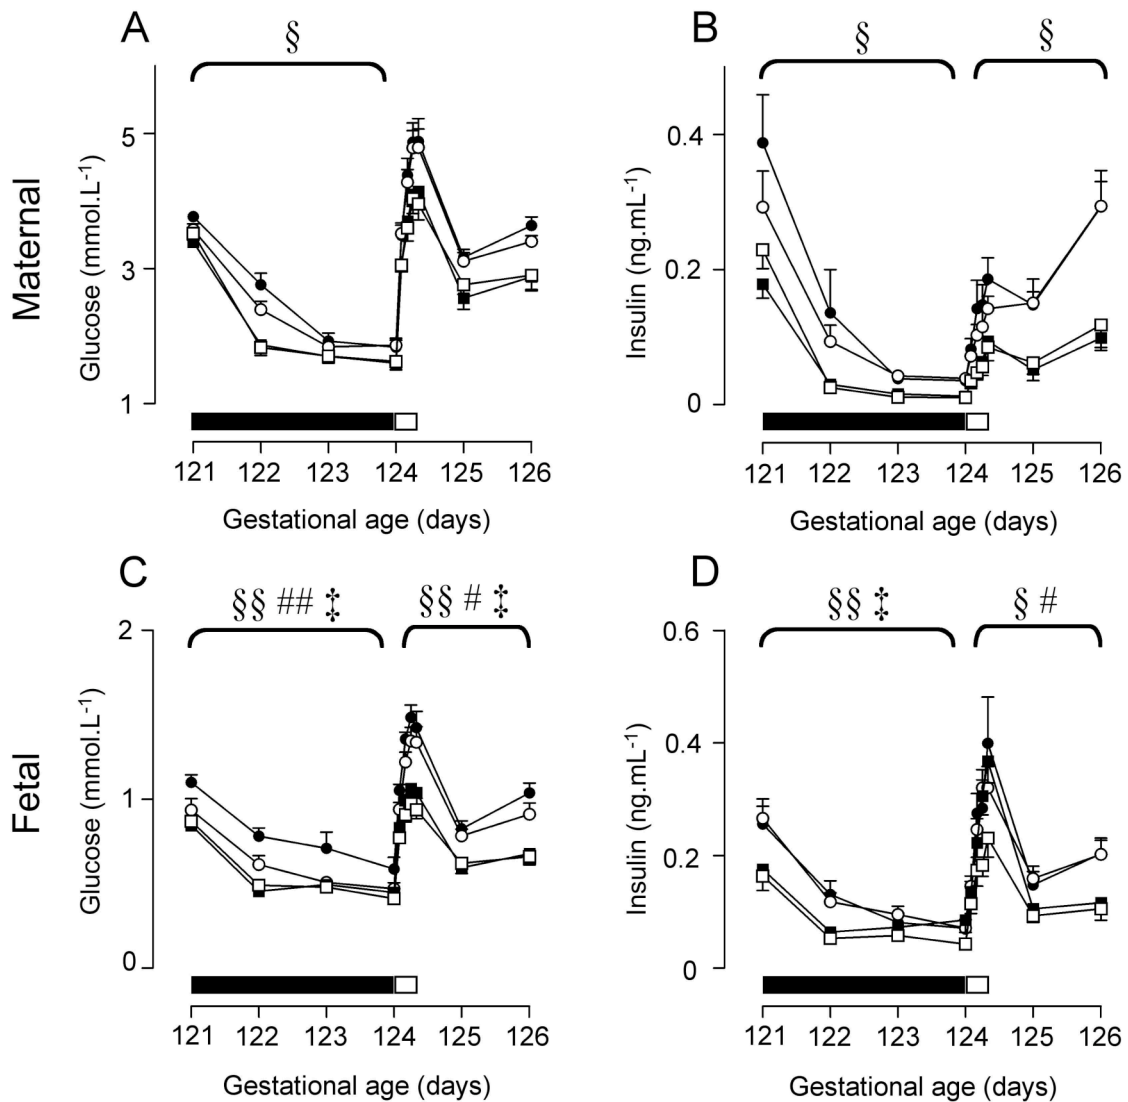 A
§
Maternal
Glucose (mmol.L-1)
5
3
1
121 122 123 124 125 126
Gestational age (days)
B
§ §
Insulin (ng.mL-1)
0.4
0.2
0
121 122 123 124 125 126
Gestational age (days)
C
§§ ## ‡ §§ # ‡
Fetal
Glucose (mmol.L-1)
2
1
0
121 122 123 124 125 126
Gestational age (days)
D
§§ ‡ § #
Insulin (ng.mL-1)
0.6
0.4
0.2
0
121 122 123 124 125 126
Gestational age (days)